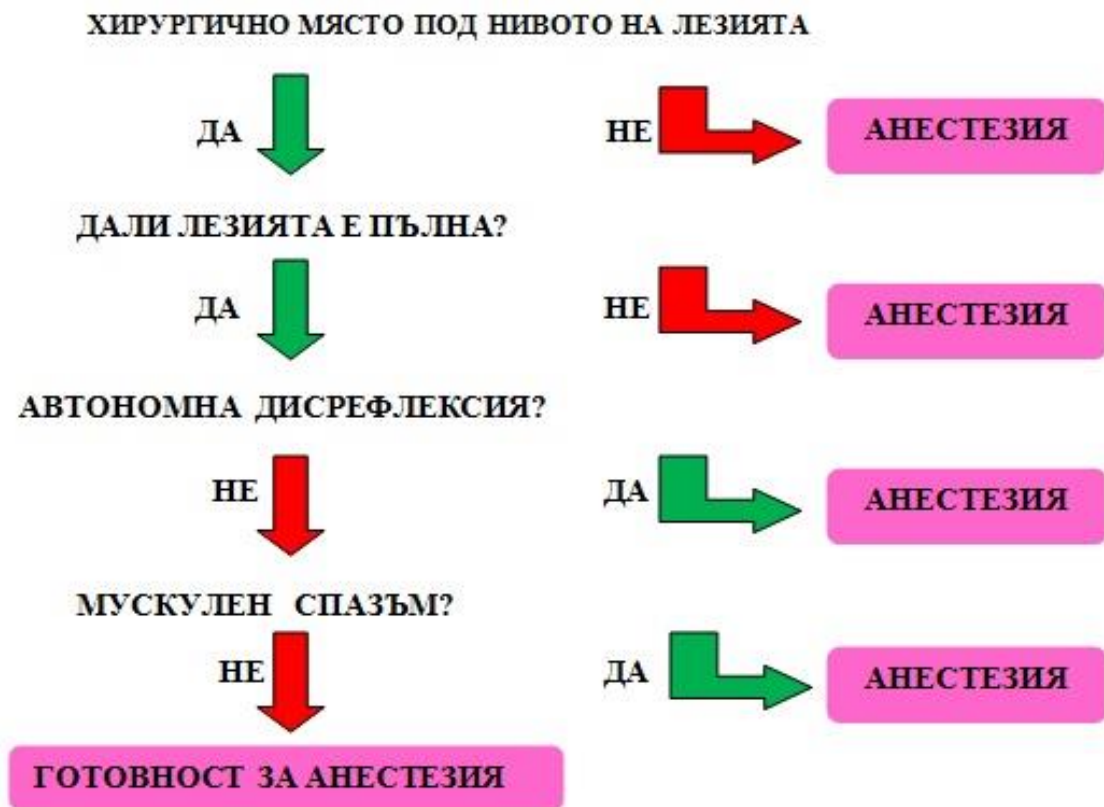 ХИРУРГИЧНО МЯСТО ПОД НИВОТО НА ЛЕЗИЯТА
ДА
НЕ
АНЕСТЕЗИЯ
ДАЛИ ЛЕЗИЯТА Е ПЪЛНА?
ДА
НЕ
АНЕСТЕЗИЯ
АВТОНОМНА ДИСРЕФЛЕКСИЯ?
НЕ
ДА
АНЕСТЕЗИЯ
МУСКУЛЕН СПАЗЪМ?
НЕ
ДА
АНЕСТЕЗИЯ
ГОТОВНОСТ ЗА АНЕСТЕЗИЯ